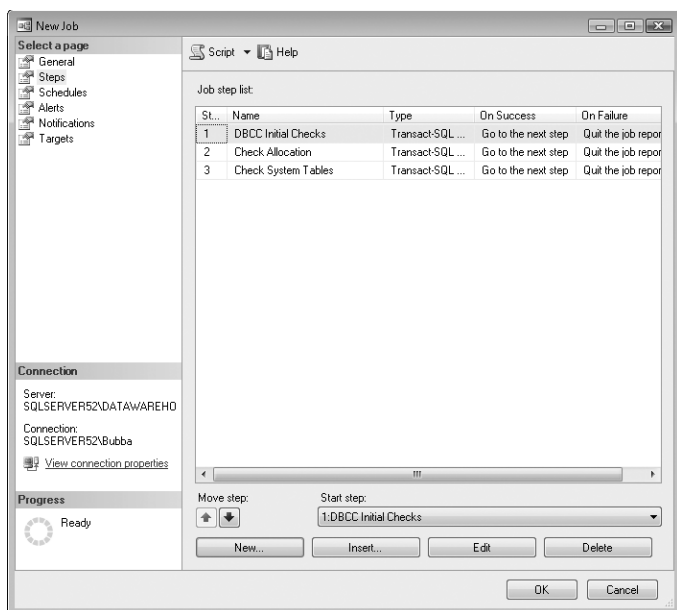 New Job
Select a page
General
Steps
Schedules
Alerts
Notifications
Targets
Script Help
Job step list:
St... Name Type On Success On Failure
1 DBCC Initial Checks Transact-SQL ... Go to the next step Quit the job repor
2 Check Allocation Transact-SQL ... Go to the next step Quit the job repor
3 Check System Tables Transact-SQL ... Go to the next step Quit the job repor
Connection
Server:
SQLSERVER52\DATAWAREHO
Connection:
SQLSERVER52\Bubba
View connection properties
Progress
Ready
Move step: Start step:
1:DBCC Initial Checks
New... Insert... Edit Delete
OK Cancel